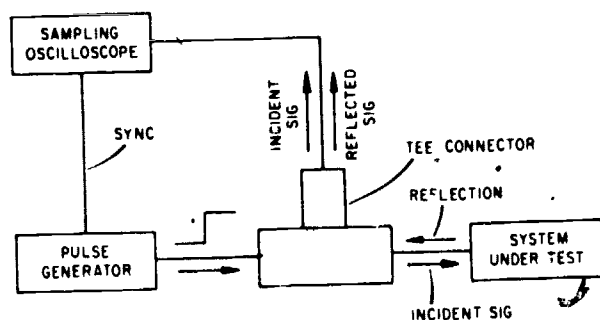 SAMPLING
OSCILLOSCOPE
INCIDENT
SIG
REFLECTED
SIG
SYNC
TEE CONNECTOR
REFLECTION
PULSE
GENERATOR
SYSTEM
UNDER TEST
INCIDENT SIG